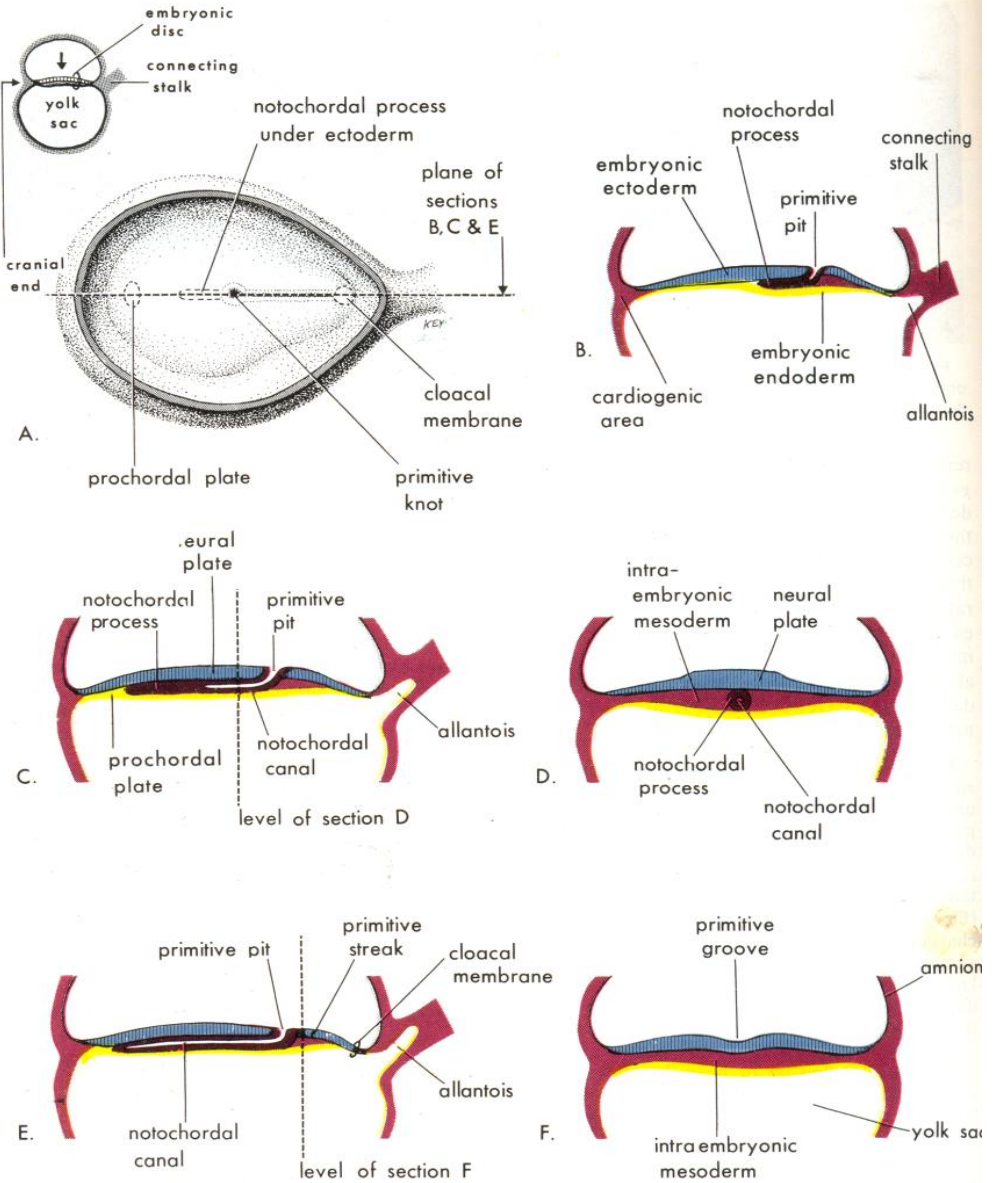 embryonic
disc
connecting
stalk
yolk
sac
cranial
end
notochordal process
under ectoderm
plane of
sections
B, C & E
KEY
cloacal
membrane
A.
prochordal plate
primitive
knot
notochordal
process
connecting
stalk
embryonic
ectoderm
primitive
pit
B.
embryonic
endoderm
cardiogenic
area
allantois
.eural
plate
notochordal
process
primitive
pit
allantois
notochordal
canal
prochordal
plate
C.
level of section D
intra-
embryonic
mesoderm
neural
plate
D.
notochordal
process
notochordal
canal
primitive pit
primitive
streak
cloacal
membrane
allantois
E.
notochordal
canal
level of section F
primitive
groove
amnion
F.
yolk sac
intra embryonic
mesoderm